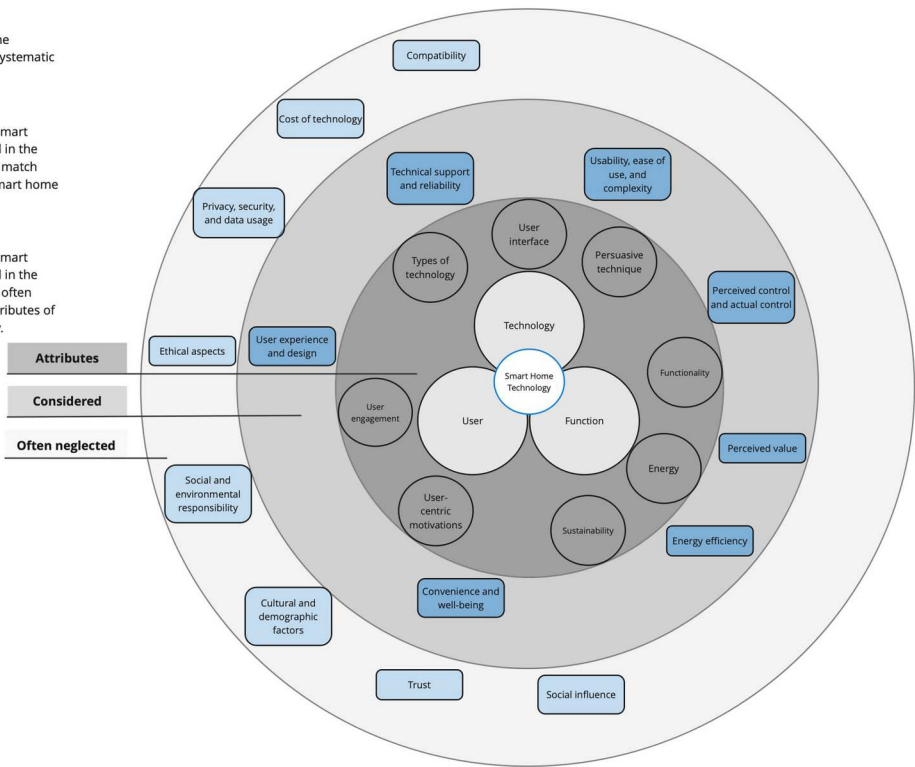 ystematic
mart
in the
match
mart home
mart
in the
often
tributes of
Attributes
Considered
Often neglected
Compatibility
Cost of technology
Privacy, security,
and data usage
Ethical aspects
Social and
environmental
responsibility
Cultural and
demographic
factors
Trust
Social influence
Technical support
and reliability
Usability, ease of
use, and
complexity
Perceived control
and actual control
Perceived value
Energy efficiency
Convenience and
well-being
User experience
and design
User
interface
Types of
technology
Persuasive
technique
Functionality
Energy
Sustainability
User-
centric
motivations
User
engagement
Technology
Smart Home
Technology
User
Function